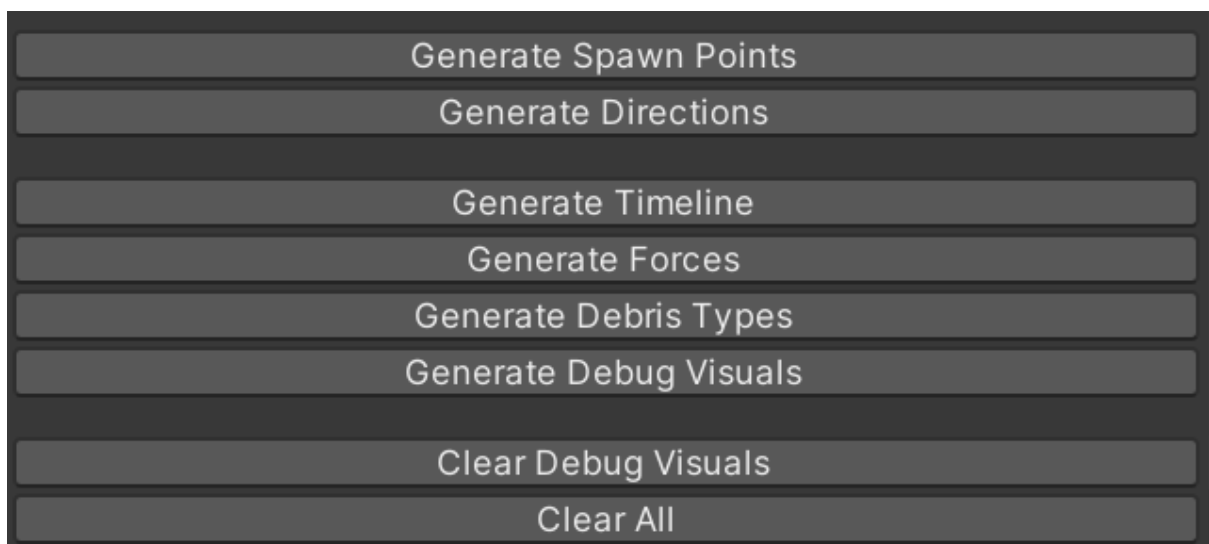 Generate Spawn Points
Generate Directions
Generate Timeline
Generate Forces
Generate Debris Types
Generate Debug Visuals
Clear Debug Visuals
Clear All